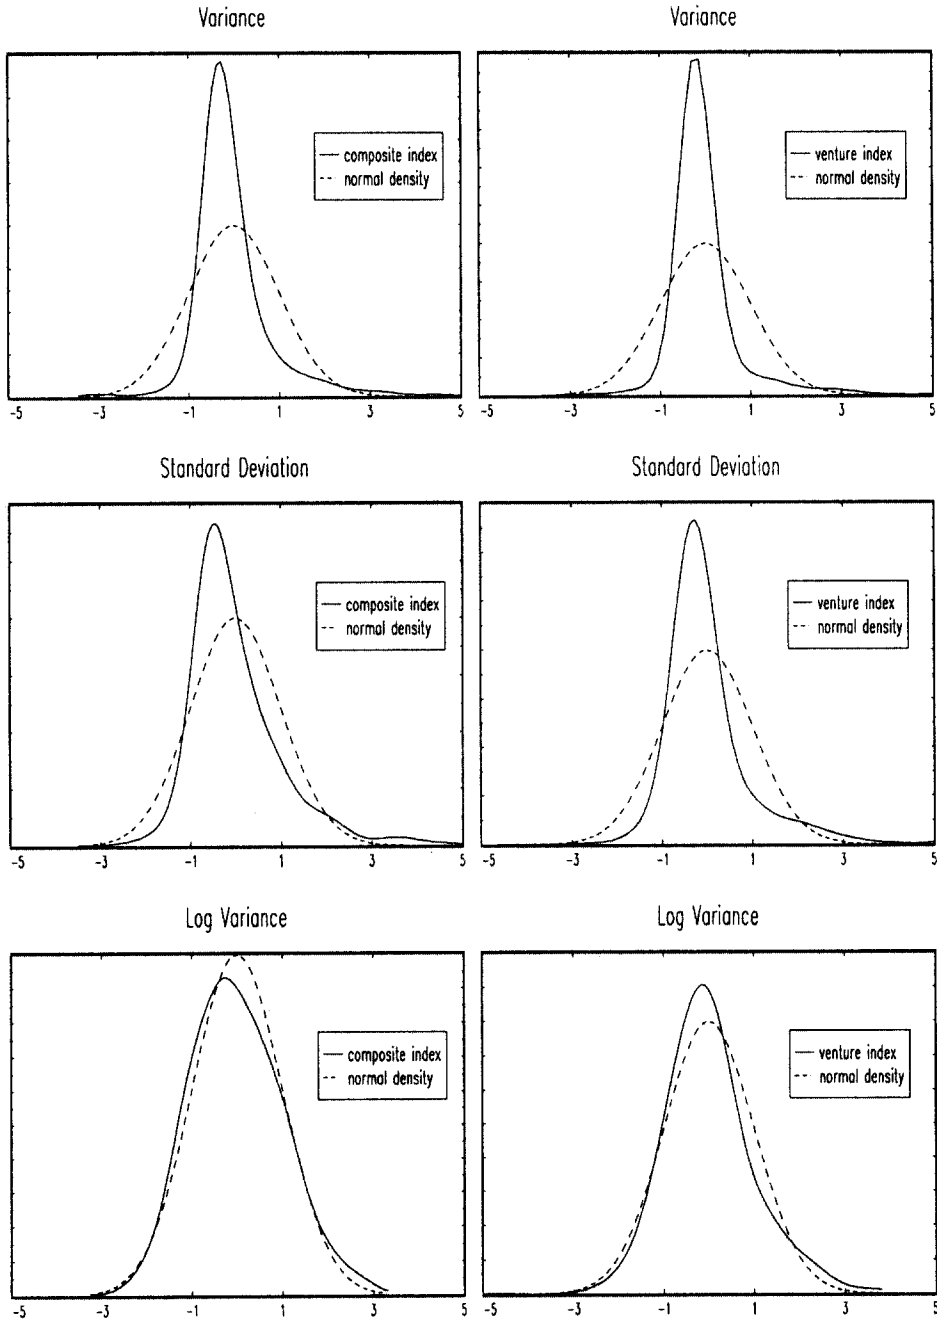 Variance
composite index
normal density
-5 -3 -1 1 3 5
Variance
venture index
normal density
-5 -3 -1 1 3 5
Standard Deviation
composite index
normal density
-5 -3 -1 1 3 5
Standard Deviation
venture index
normal density
-5 -3 -1 1 3 5
Log Variance
composite index
normal density
-5 -3 -1 1 3 5
Log Variance
venture index
normal density
-5 -3 -1 1 3 5